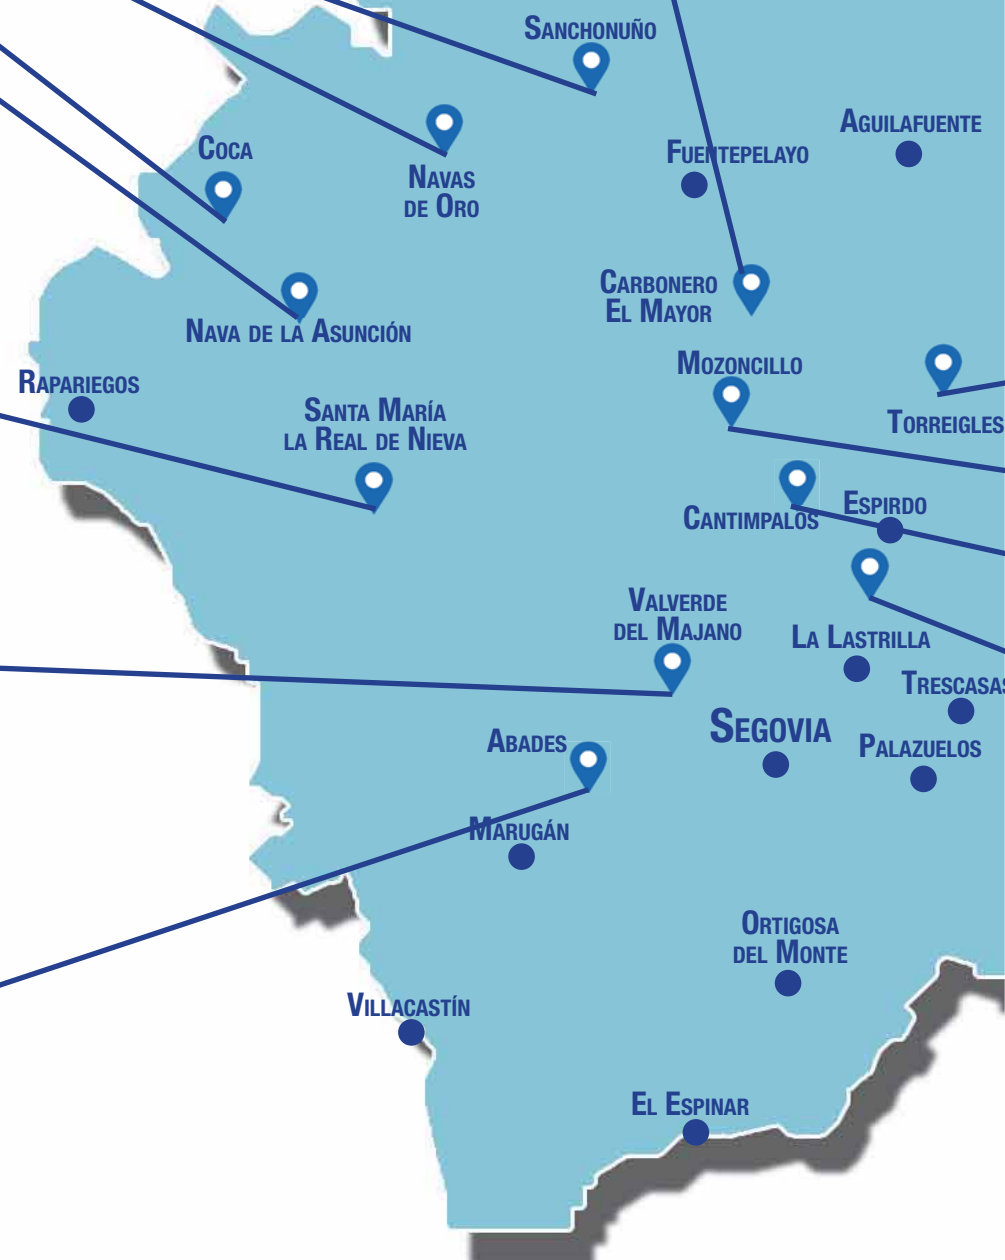 Sanchonuño
Aguilafuente
Coca
Fuentepelayo
Navas
de Oro
Carbonero
El Mayor
Nava de la Asunción
Mozoncillo
Rapariegos
Santa María
la Real de Nieva
Torreigles
Cantimpalos
Espirdo
Valverde
del Majano
La Lastrilla
Trescasas
Segovia
Abades
Palazuelos
Marugán
Ortigosa
del Monte
Villacastín
El Espinar